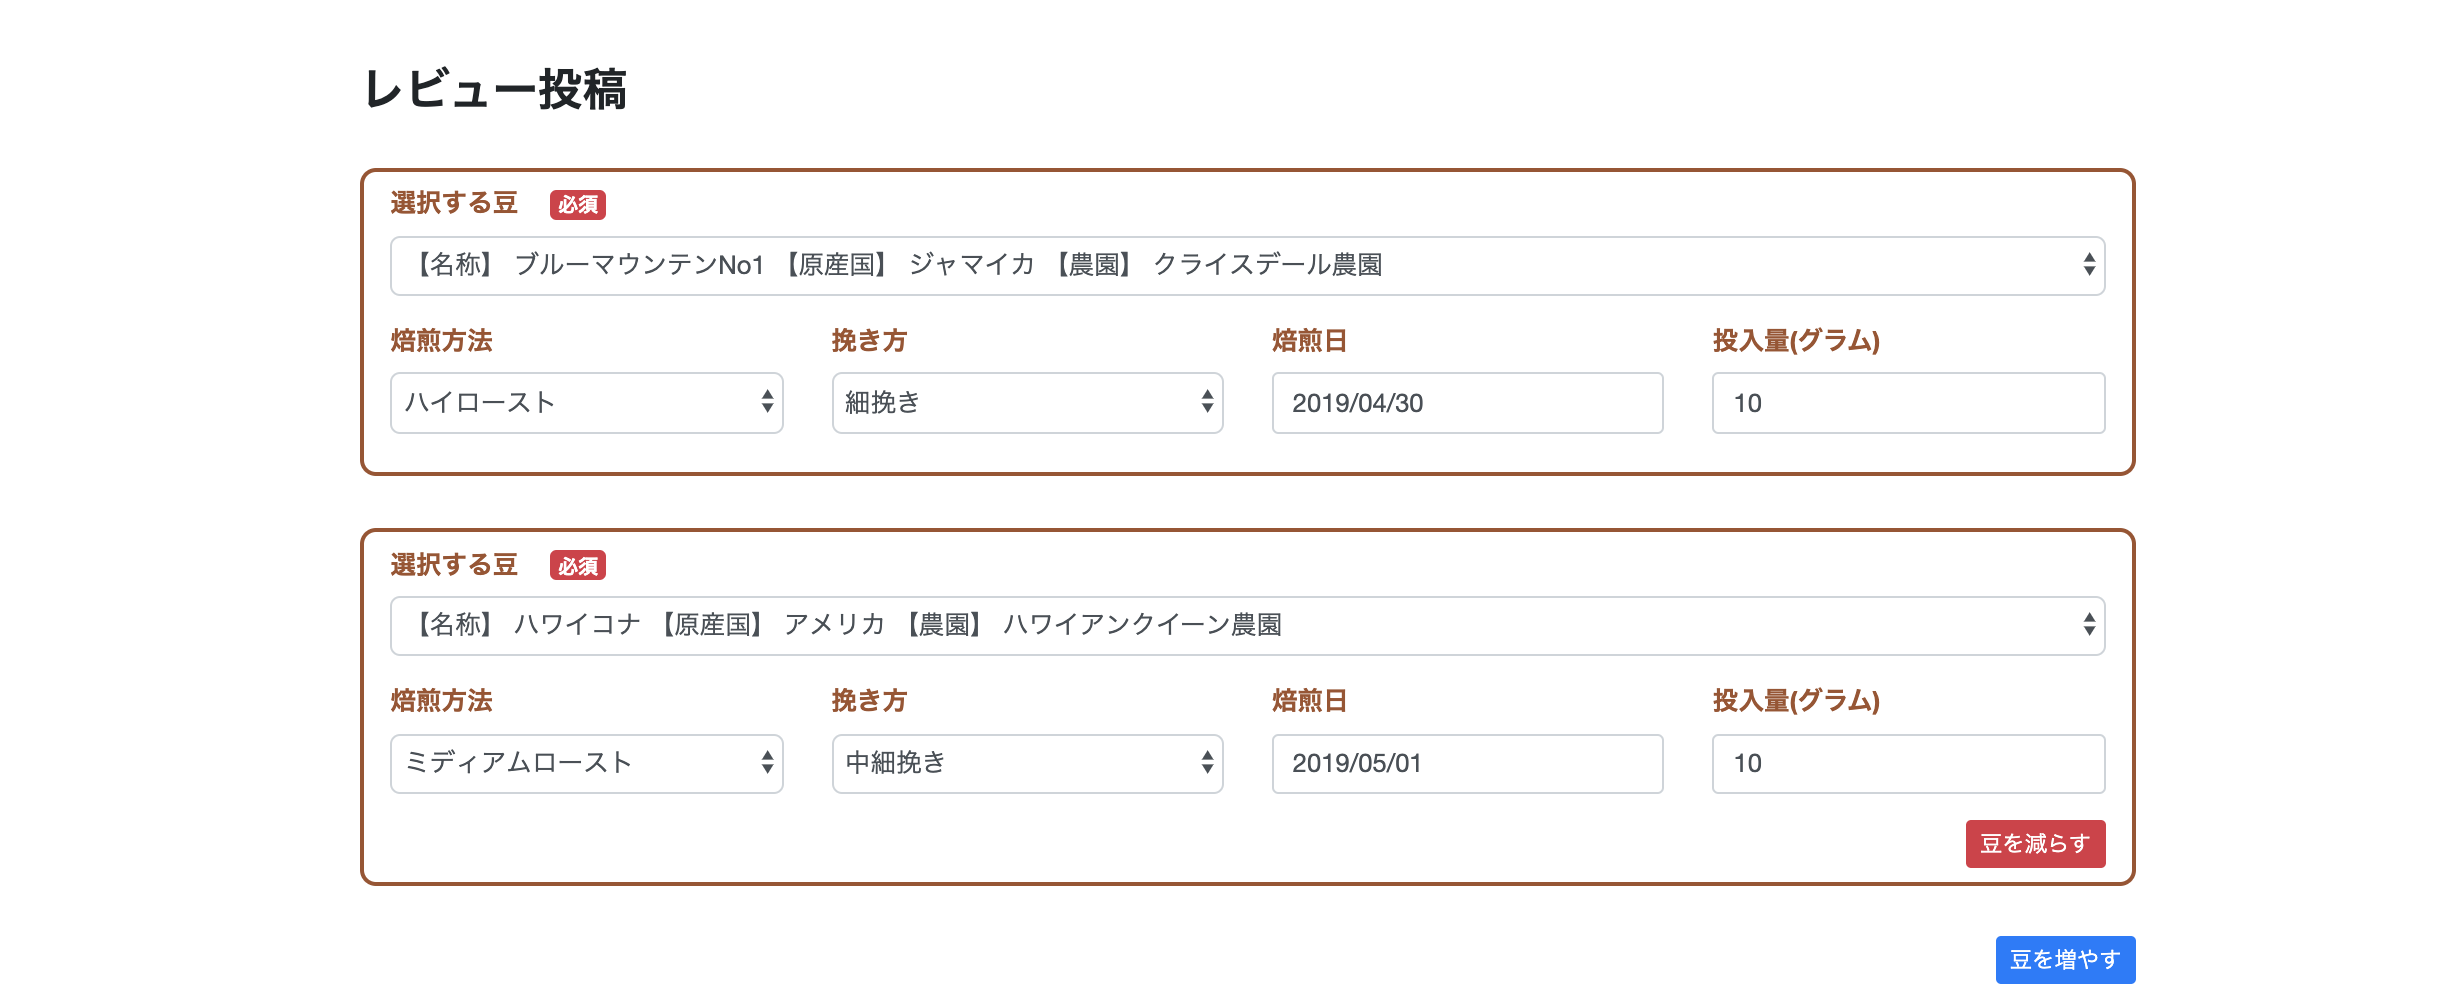 レビュー投稿
選択する豆 必須
【名称】 ブルーマウンテンNo1 【原産国】 ジャマイカ 【農園】 クライスデール農園
焙煎方法 挽き方 焙煎日 投入量(グラム)
ハイロースト 細挽き 2019/04/30 10
選択する豆 必須
【名称】 ハワイコナ 【原産国】 アメリカ 【農園】 ハワイアンクイーン農園
焙煎方法 挽き方 焙煎日 投入量(グラム)
ミディアムロースト 中細挽き 2019/05/01 10
豆を減らす
豆を増やす